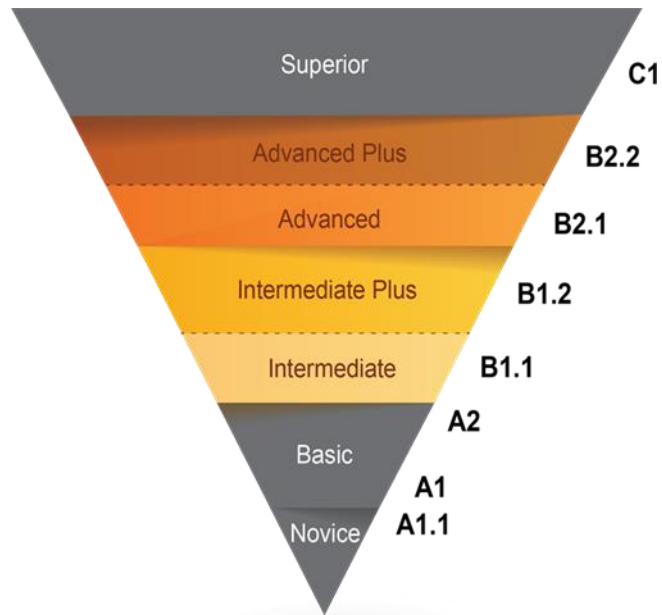 Superior
C1
Advanced Plus
B2.2
Advanced
B2.1
Intermediate Plus
B1.2
Intermediate
B1.1
A2
Basic
A1
A1.1
Novice